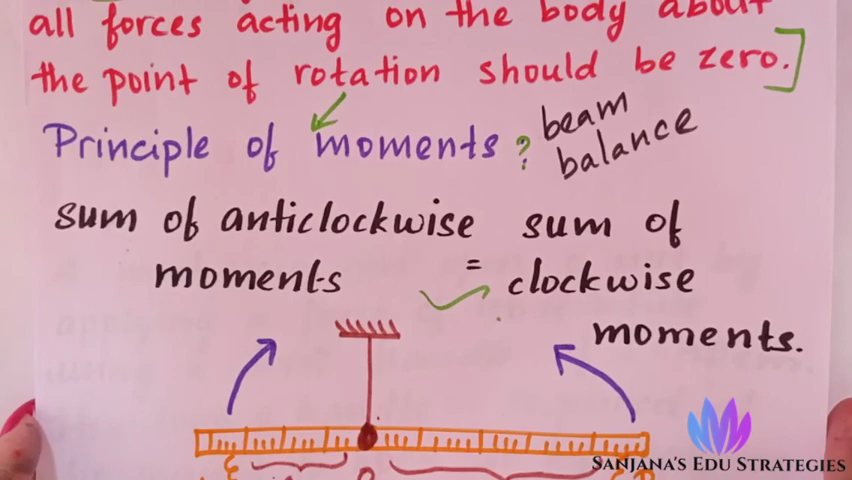 all forces acting on the body about
the point of rotation should be zero.]
Principle of moments ? beam
balance
sum of anticlockwise sum of
moments = clockwise
moments.
SANJANA'S EDU STRATEGIES